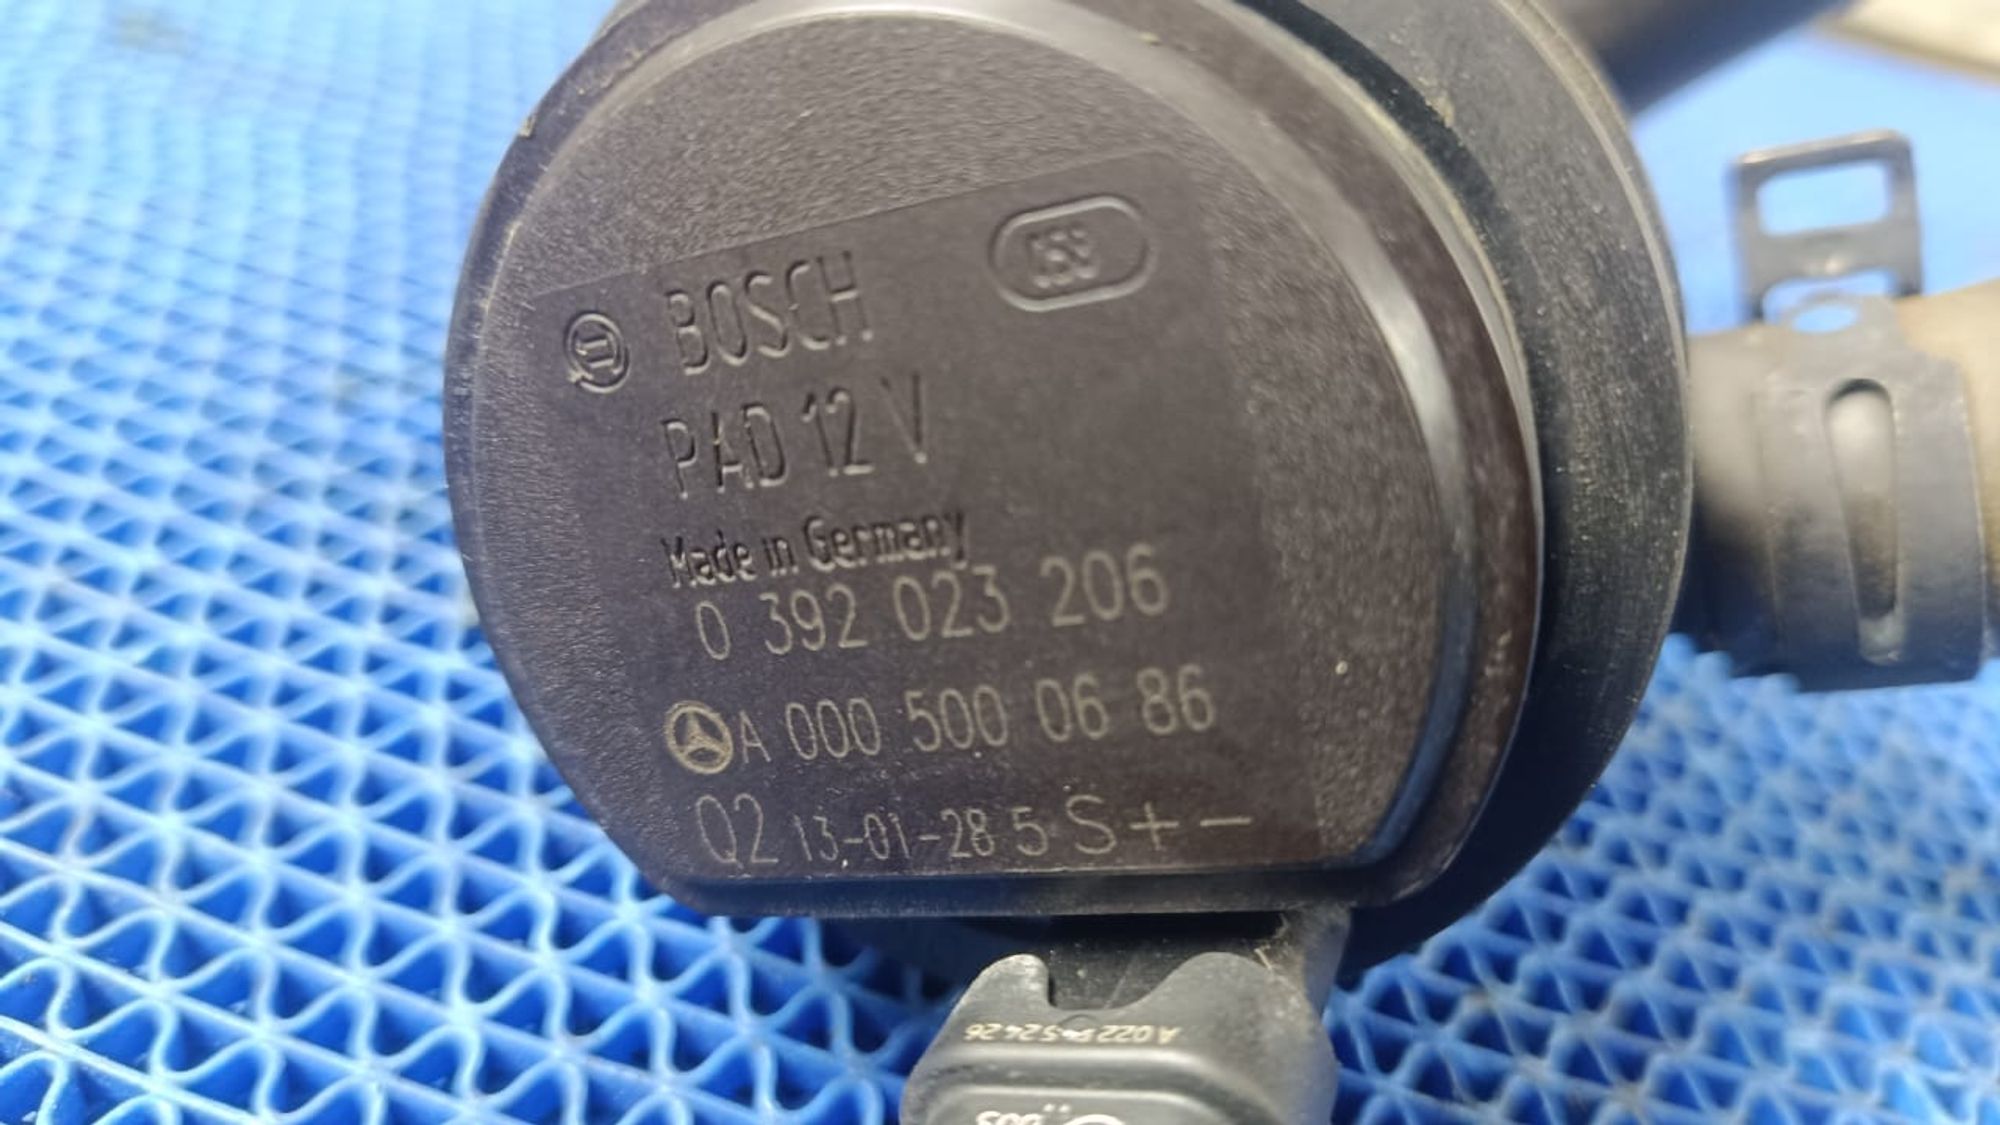 BOSCH
PAD 12 V
Made in Germany
0 392 023 206
A 000 500 06 86
Q2 13-01-28 5 S + -